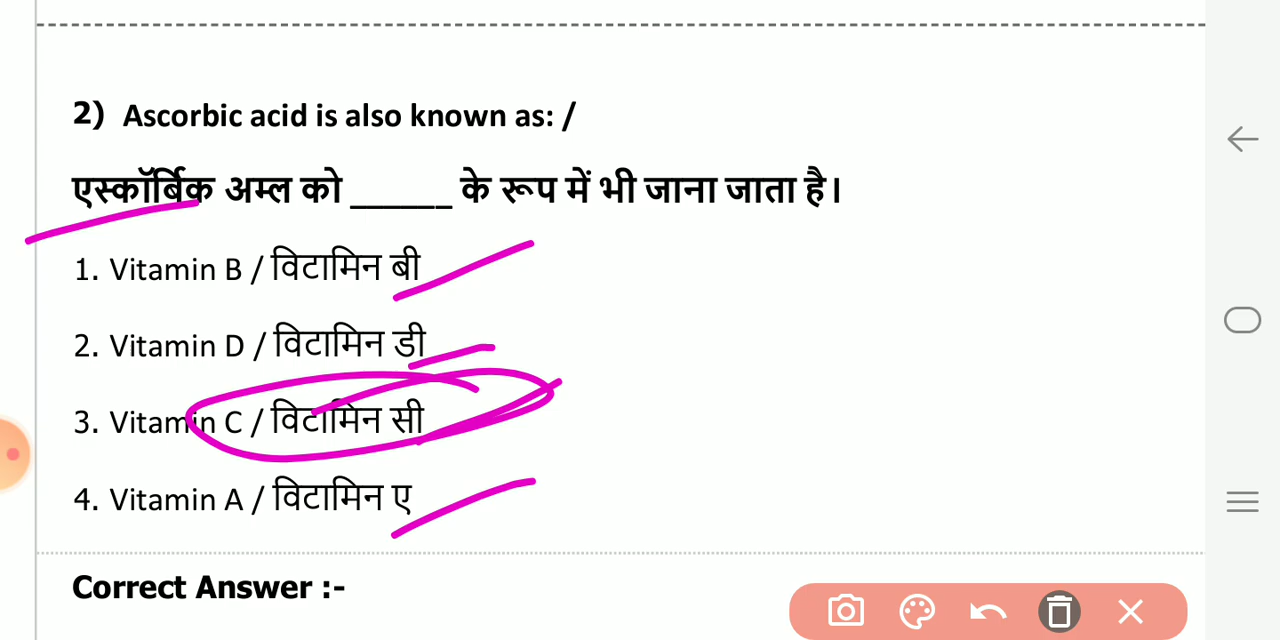 2) Ascorbic acid is also known as: /
एस्कॉर्बिक अम्ल को ______ के रूप में भी जाना जाता है।
1. Vitamin B / विटामिन बी
2. Vitamin D / विटामिन डी
3. Vitamin C / विटामिन सी
4. Vitamin A / विटामिन ए
Correct Answer :-